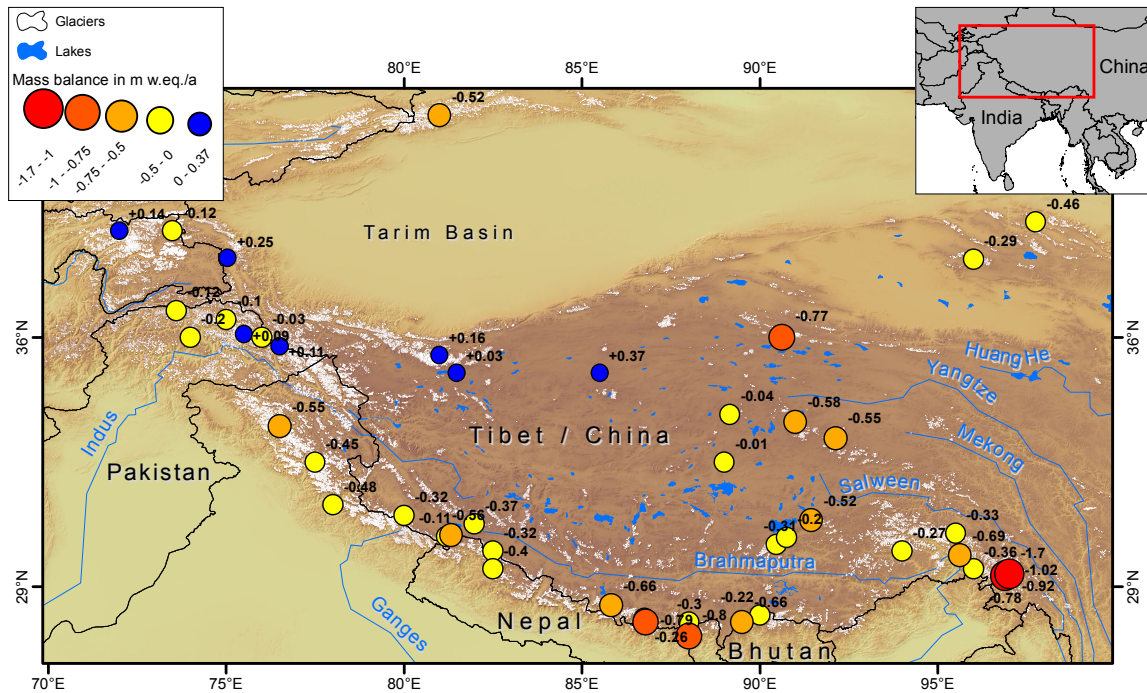 Glaciers
Lakes
Mass balance in m w.eq./a
-1.7 - -1
-1 - -0.75
-0.75 - -0.5
-0.5 - 0
0 - 0.37
China
India
80°E
85°E
90°E
-0.52
-0.46
+0.14
-0.12
Tarim Basin
-0.29
+0.25
-0.12
-0.1
-0.2
-0.03
-0.77
36°N
36°N
+0.09
+0.16
Huang He
+0.11
+0.03
+0.37
Yangtze
-0.04
-0.58
-0.55
-0.55
Indus
Tibet / China
Mekong
-0.45
-0.01
Pakistan
Salween
-0.48
-0.32
-0.37
-0.52
-0.11
-0.56
-0.2
-0.33
-0.32
-0.31
-0.27
-0.69
-0.4
-0.36
-1.7
Brahmaputra
-1.02
29°N
29°N
-0.92
-0.66
-0.78
-0.3
-0.22
-0.66
Ganges
Nepal
-0.79
-0.8
-0.26
Bhutan
70°E
75°E
80°E
85°E
90°E
95°E